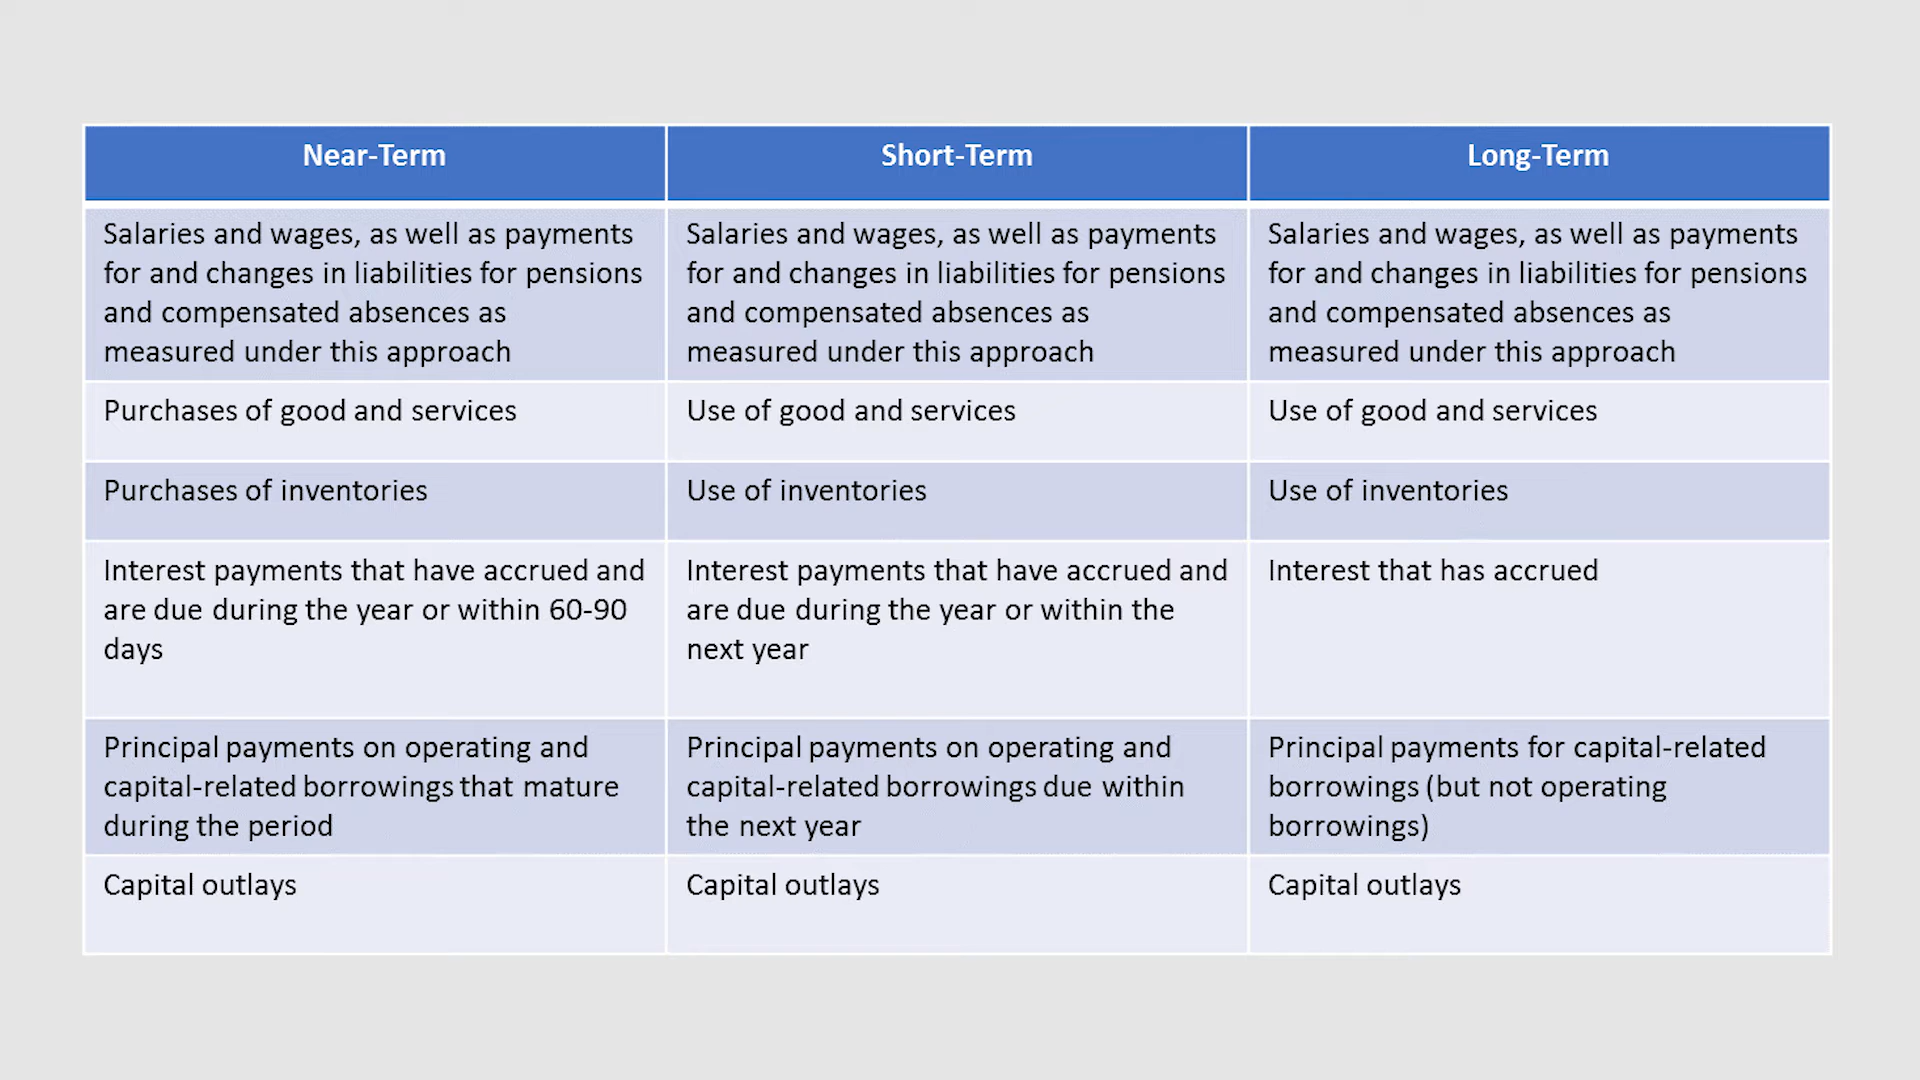 Near-Term
Short-Term
Long-Term
Salaries and wages, as well as payments
for and changes in liabilities for pensions
and compensated absences as
measured under this approach
Salaries and wages, as well as payments
for and changes in liabilities for pensions
and compensated absences as
measured under this approach
Salaries and wages, as well as payments
for and changes in liabilities for pensions
and compensated absences as
measured under this approach
Purchases of good and services
Use of good and services
Use of good and services
Purchases of inventories
Use of inventories
Use of inventories
Interest payments that have accrued and
are due during the year or within 60-90
days
Interest payments that have accrued and
are due during the year or within the
next year
Interest that has accrued
Principal payments on operating and
capital-related borrowings that mature
during the period
Principal payments on operating and
capital-related borrowings due within
the next year
Principal payments for capital-related
borrowings (but not operating
borrowings)
Capital outlays
Capital outlays
Capital outlays